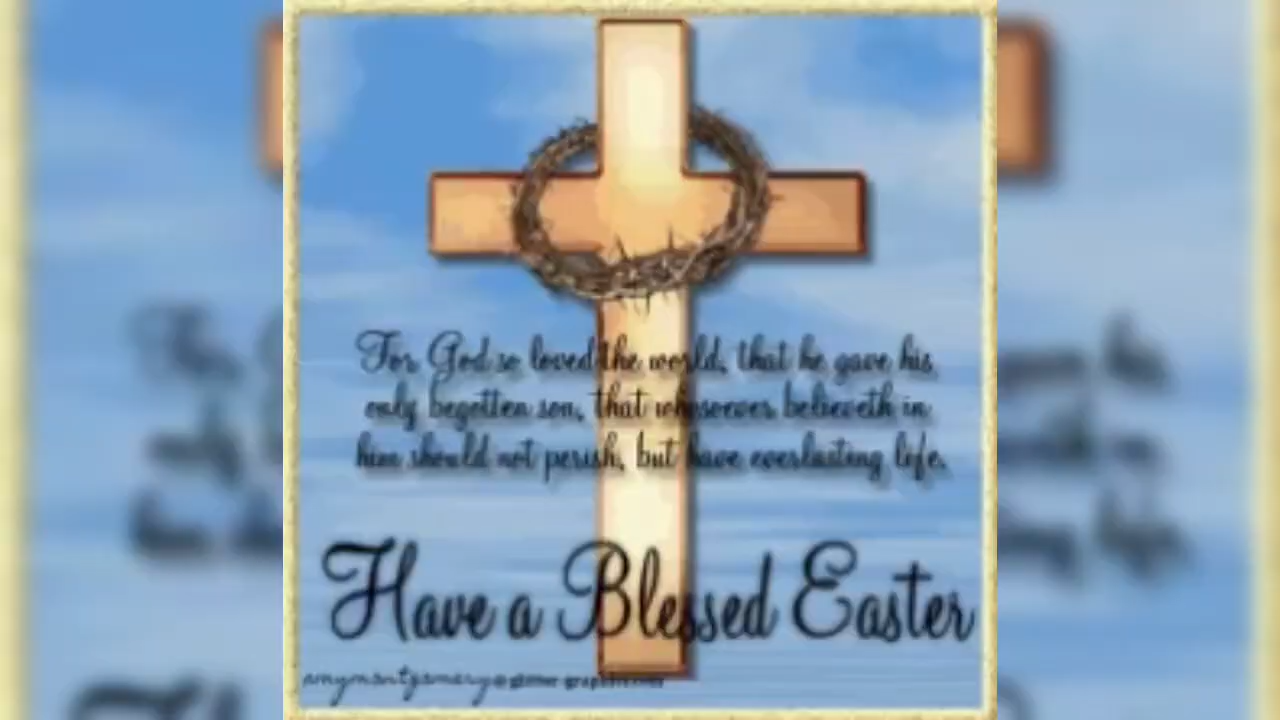 For God so loved the world, that he gave his
only begotten son, that whosoever believeth in
him should not perish, but have everlasting life.
Have a Blessed Easter